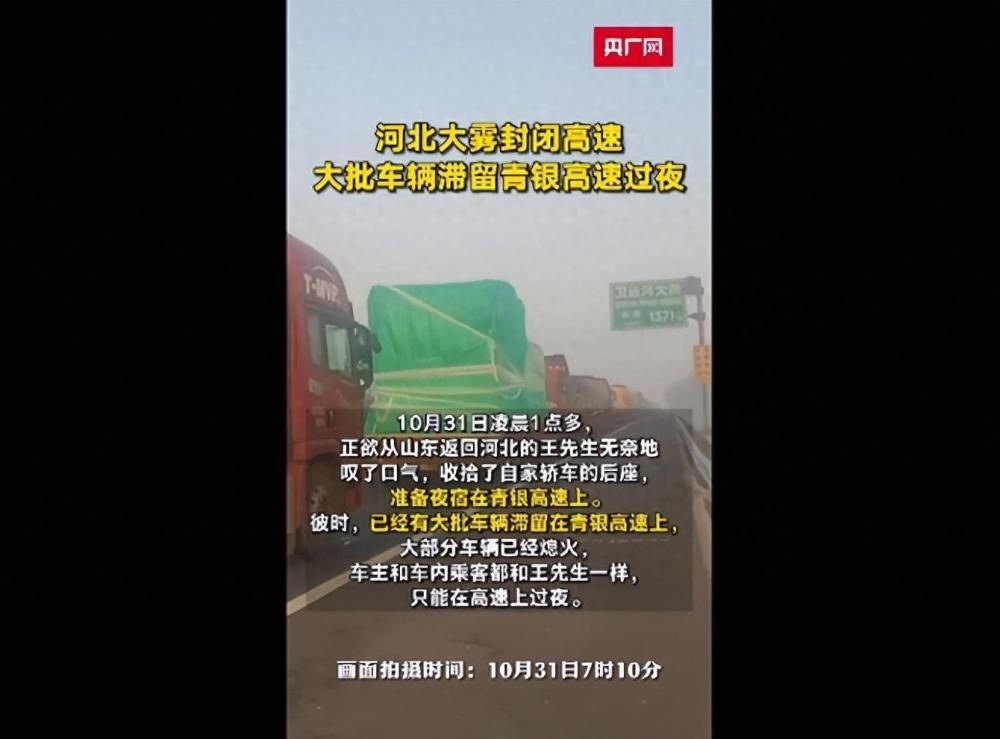 央广网
河北大雾封闭高速
大批车辆滞留青银高速过夜
T-MVP
卫运河大桥
1371
10月31日凌晨1点多，
正欲从山东返回河北的王先生无奈地
叹了口气，收拾了自家轿车的后座，
准备夜宿在青银高速上。
彼时，已经有大批车辆滞留在青银高速上，
大部分车辆已经熄火，
车主和车内乘客都和王先生一样，
只能在高速上过夜。
画面拍摄时间：10月31日7时10分